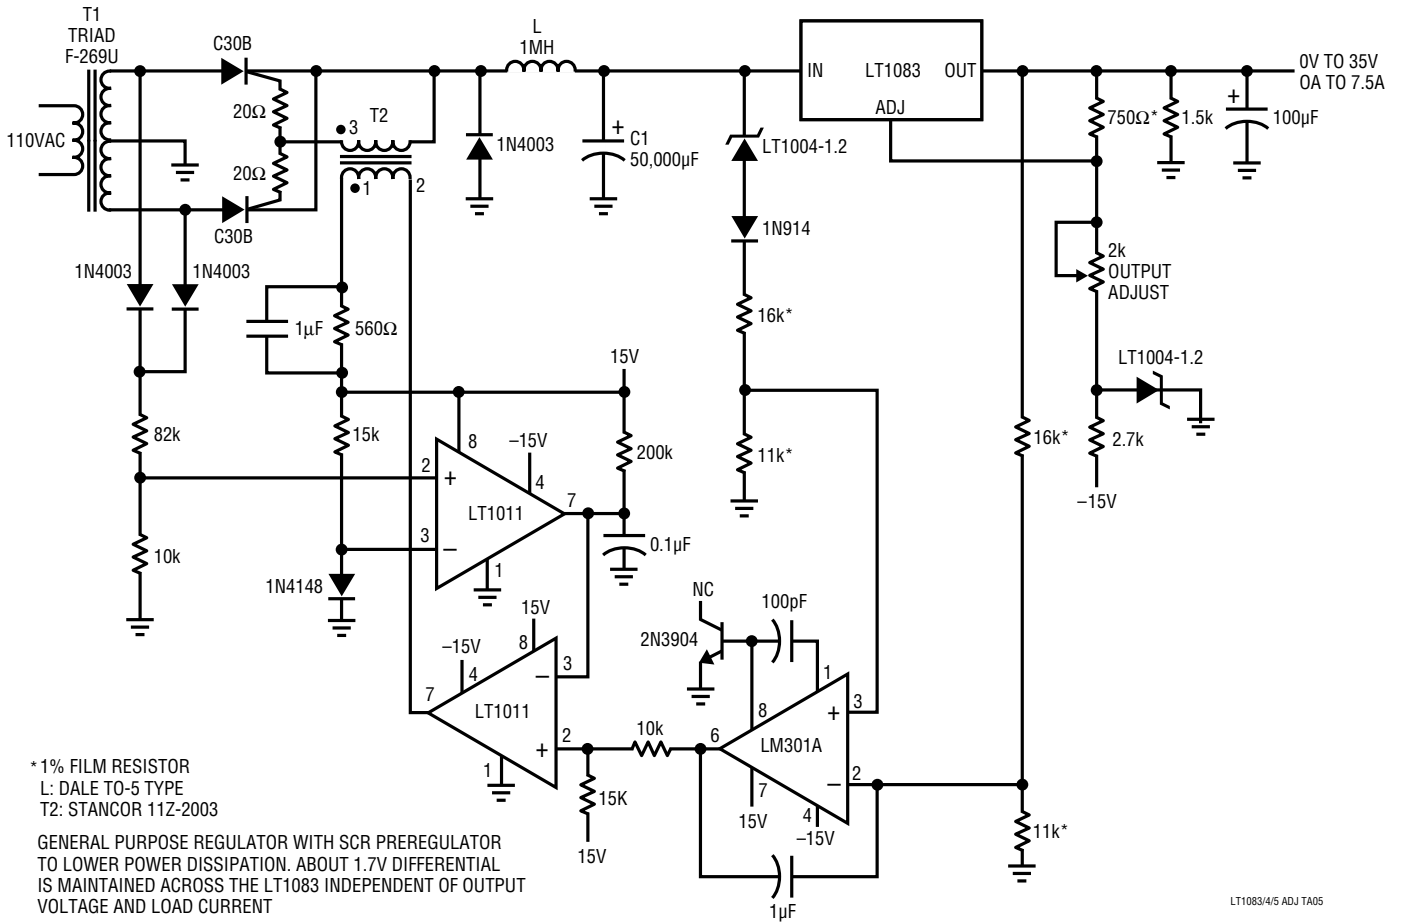 T1
TRIAD
F-269U
110VAC
C30B
20Ω
20Ω
C30B
T2
3
1
2
L
1MH
1N4003
+
C1
50,000µF
IN
LT1083
OUT
ADJ
0V TO 35V
OA TO 7.5A
LT1004-1.2
1N914
16k*
11k*
750Ω*
1.5k
+
100µF
2k
OUTPUT
ADJUST
LT1004-1.2
2.7k
–15V
16k*
11k*
1N4003
1N4003
82k
10k
1µF
560Ω
15k
1N4148
15V
200k
0.1µF
8
–15V
4
2
+
LT1011
7
3
–
1
15V
8
–15V
4
3
–
7
LT1011
2
+
1
10k
15K
15V
NC
2N3904
100pF
1
8
3
+
6
LM301A
2
–
7
15V
4
–15V
1µF
* 1% FILM RESISTOR
L: DALE TO-5 TYPE
T2: STANCOR 11Z-2003
GENERAL PURPOSE REGULATOR WITH SCR PREREGULATOR
TO LOWER POWER DISSIPATION. ABOUT 1.7V DIFFERENTIAL
IS MAINTAINED ACROSS THE LT1083 INDEPENDENT OF OUTPUT
VOLTAGE AND LOAD CURRENT
LT1083/4/5 ADJ TA05